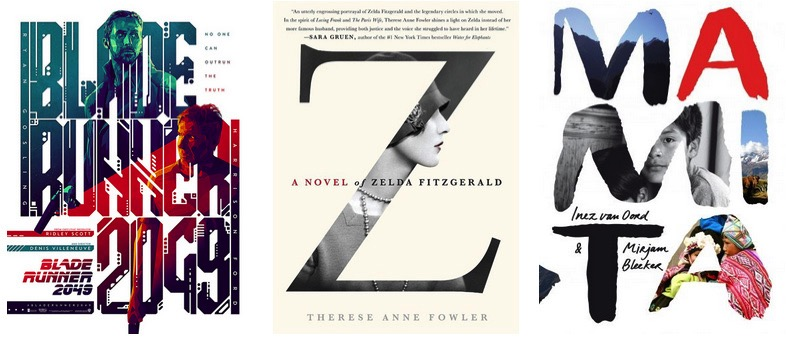 BLADE
RUNNER
2049
NO ONE
CAN
OUTRUN
THE
TRUTH
RYAN GOSLING
HARRISON FORD
RIDLEY SCOTT
DENIS VILLENEUVE
BLADE
RUNNER
2049
"An utterly engrossing portrayal of Zelda Fitzgerald and the legendary circles in which she moved.
In the spirit of Loving Frank and The Paris Wife, Therese Anne Fowler shines a light on Zelda instead of her
more famous husband, providing both justice and the voice she struggled to have heard in her lifetime."
—SARA GRUEN, author of the #1 New York Times bestseller Water for Elephants
Z
A NOVEL of ZELDA FITZGERALD
THERESE ANNE FOWLER
MA
MI
TA
Inez van Oord
&
Mirjam
Bleeker